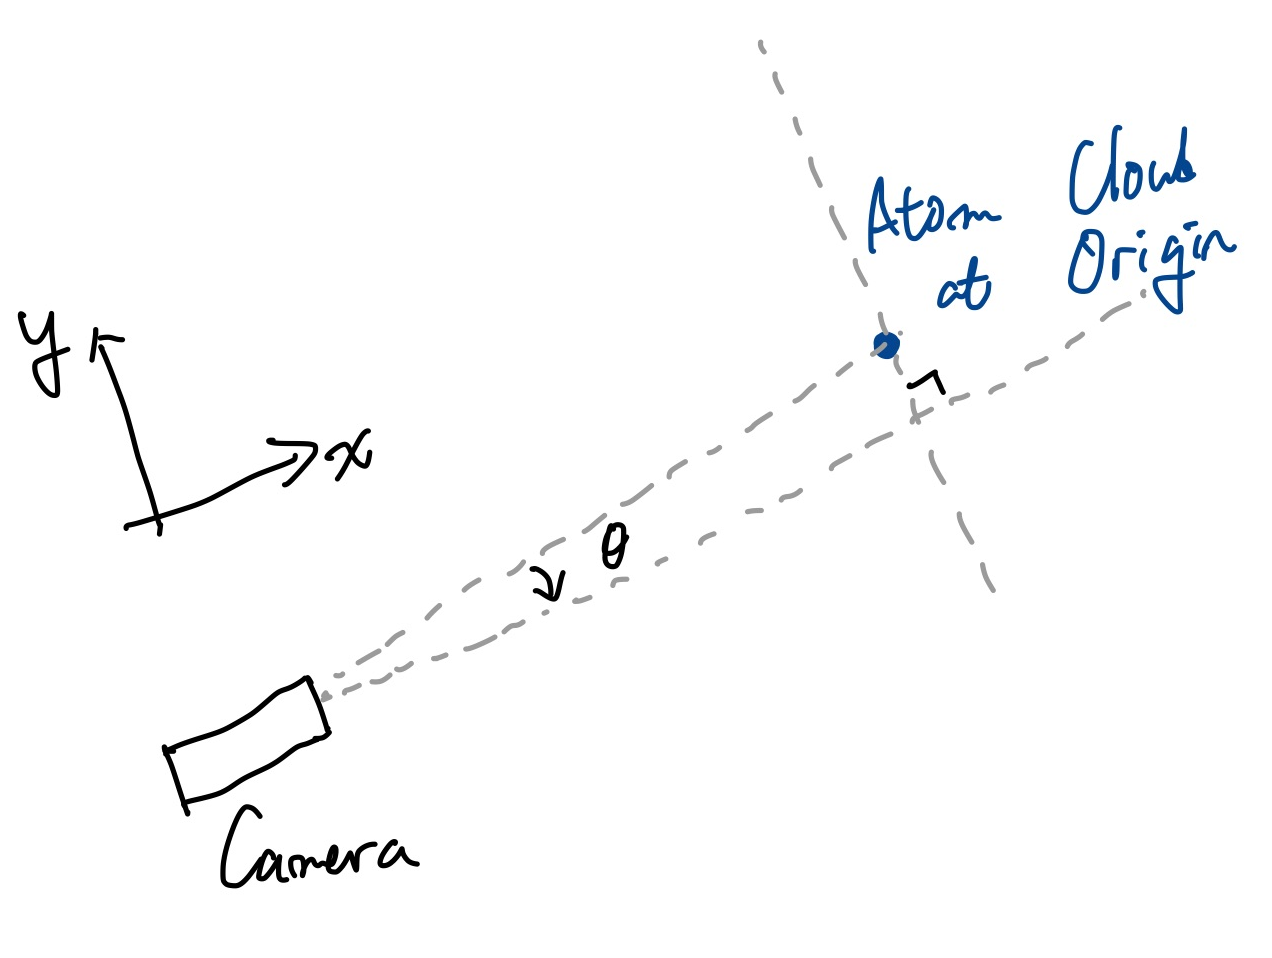 Atom Cloud
at Origin
y
x
θ
Camera